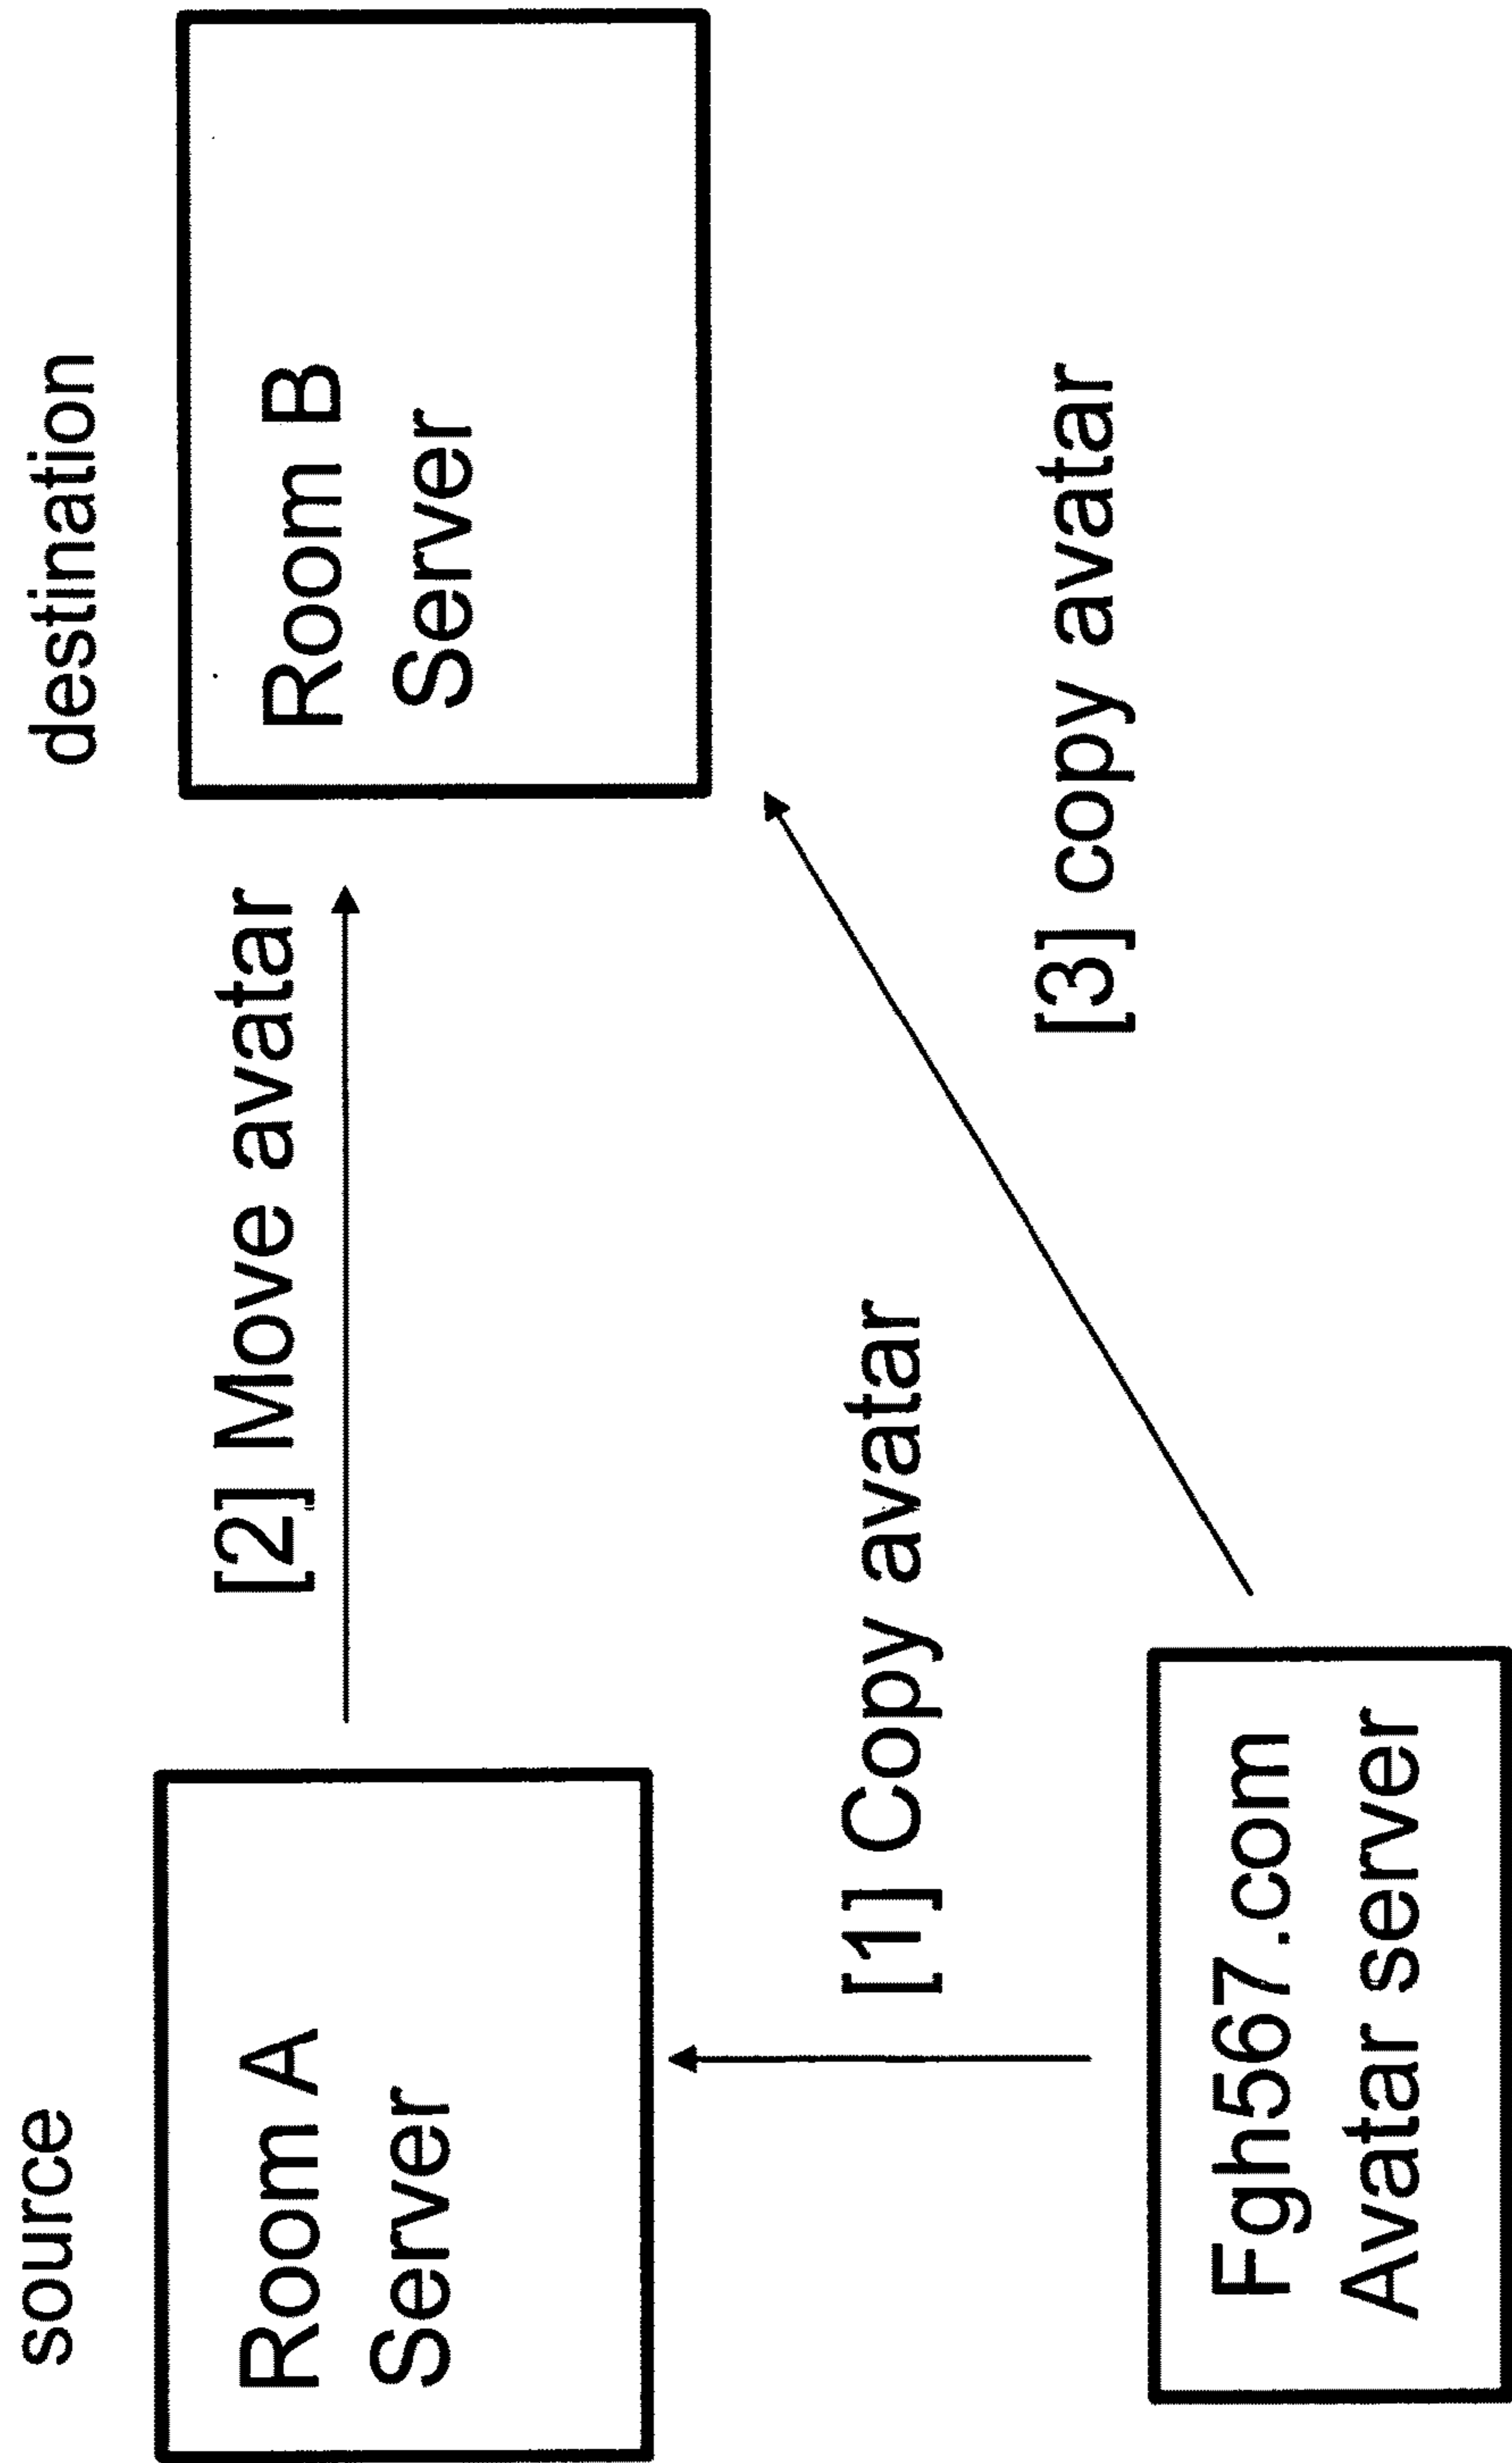 source
destination
Room A
Server
[2] Move avatar
Room B
Server
[1] Copy avatar
[3] copy avatar
Fgh567.com
Avatar server